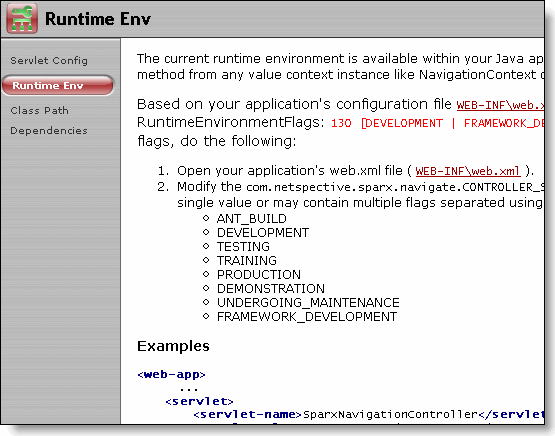 Runtime Env
Servlet Config
Runtime Env
Class Path
Dependencies
The current runtime environment is available within your Java app
method from any value context instance like NavigationContext
Based on your application's configuration file WEB-INF\web.x
RuntimeEnvironmentFlags: 130 [DEVELOPMENT | FRAMEWORK_DE
flags, do the following:
1. Open your application's web.xml file ( WEB-INF\web.xml ).
2. Modify the com.netspective.sparx.navigate.CONTROLLER_S
single value or may contain multiple flags separated using
ANT_BUILD
DEVELOPMENT
TESTING
TRAINING
PRODUCTION
DEMONSTRATION
UNDERGOING_MAINTENANCE
FRAMEWORK_DEVELOPMENT
Examples
<web-app>
...
<servlet>
<servlet-name>SparxNavigationController</servlet